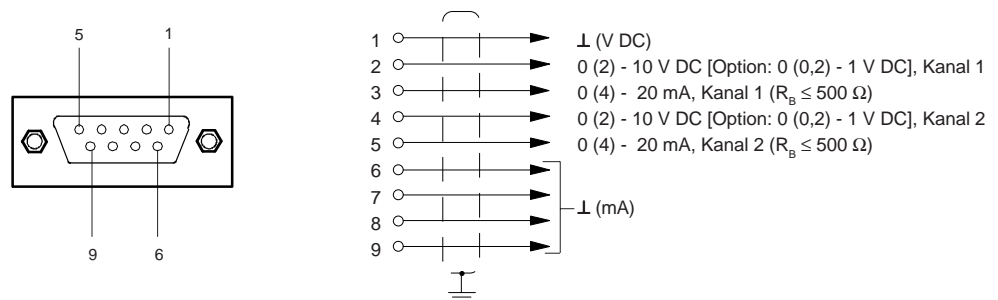 5 1
9 6
1 ⊥ (V DC)
2 0 (2) - 10 V DC [Option: 0 (0,2) - 1 V DC], Kanal 1
3 0 (4) - 20 mA, Kanal 1 (R_B ≤ 500 Ω)
4 0 (2) - 10 V DC [Option: 0 (0,2) - 1 V DC], Kanal 2
5 0 (4) - 20 mA, Kanal 2 (R_B ≤ 500 Ω)
6
7
⊥ (mA)
8
9